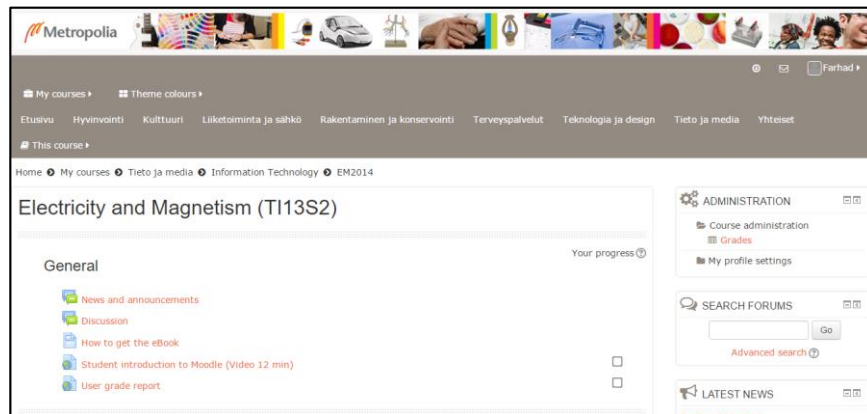 Metropolia
Farhad
My courses
Theme colours
Etusivu Hyvinvointi Kulttuuri Liiketoiminta ja sähkö Rakentaminen ja konservointi Terveyspalvelut Teknologia ja design Tieto ja media Yhteiset
This course
Home My courses Tieto ja media Information Technology EM2014
Electricity and Magnetism (TI13S2)
Your progress
General
News and announcements
Discussion
How to get the eBook
Student introduction to Moodle (Video 12 min)
User grade report
ADMINISTRATION
Course administration
Grades
My profile settings
SEARCH FORUMS
Go
Advanced search
LATEST NEWS